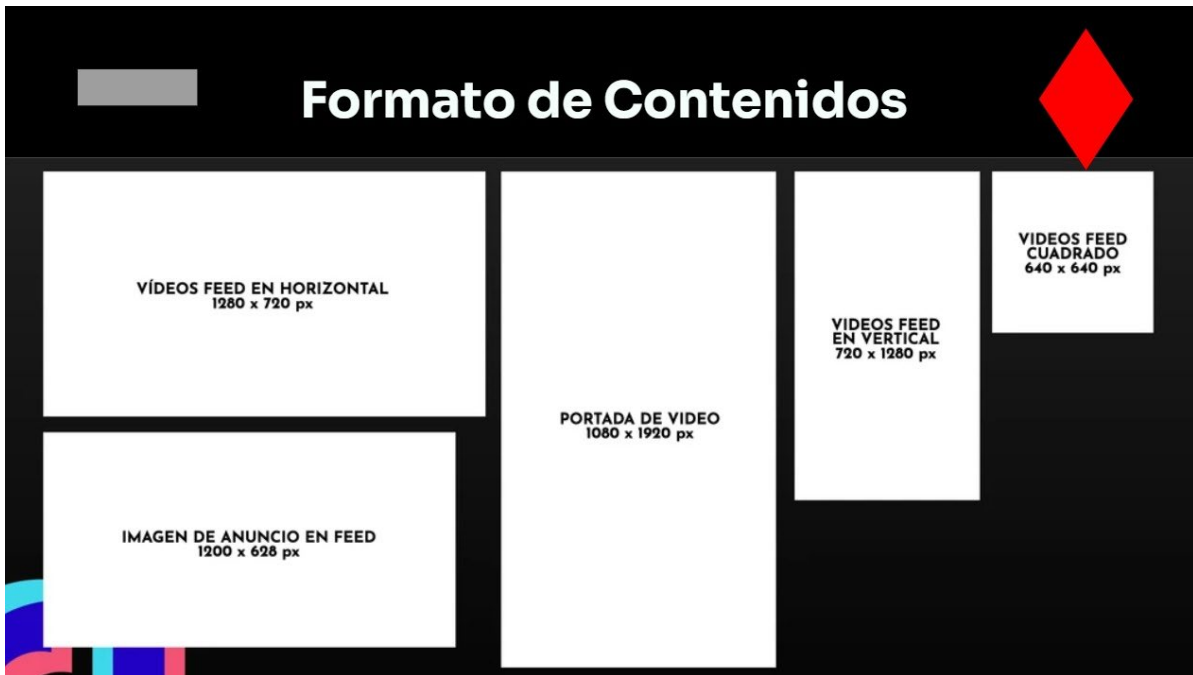 Formato de Contenidos
VÍDEOS FEED EN HORIZONTAL
1280 x 720 px
IMAGEN DE ANUNCIO EN FEED
1200 x 628 px
PORTADA DE VIDEO
1080 x 1920 px
VIDEOS FEED
EN VERTICAL
720 x 1280 px
VIDEOS FEED
CUADRADO
640 x 640 px